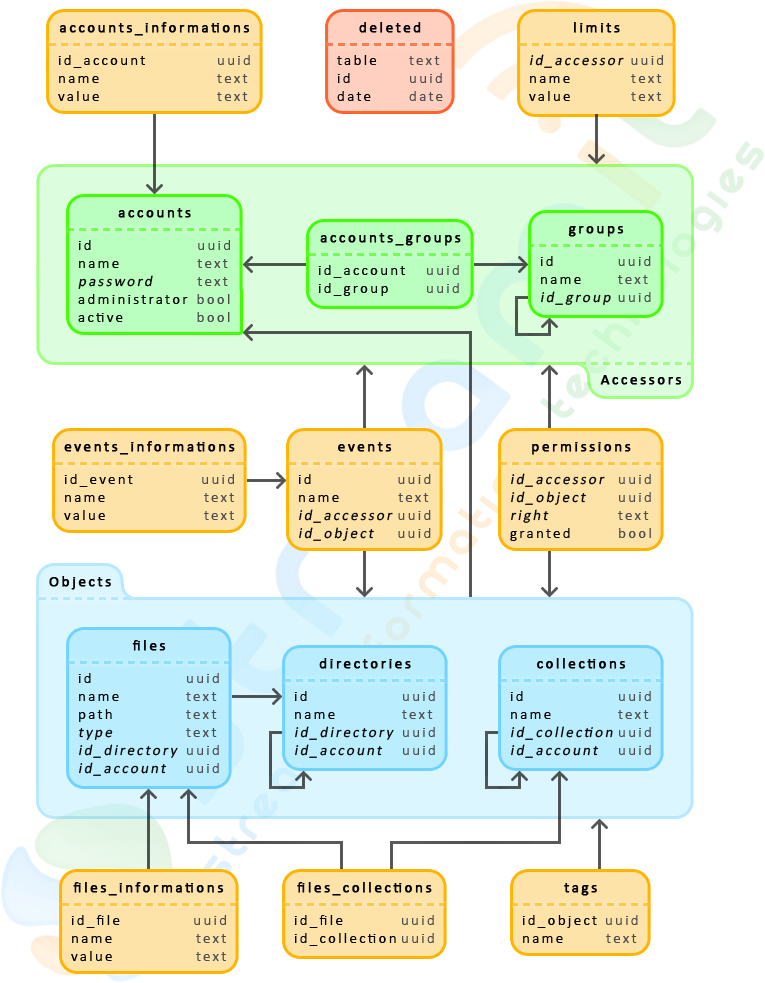 accounts_informations
id_account uuid
name text
value text
deleted
table text
id uuid
date date
limits
id_accessor uuid
name text
value text
accounts
id uuid
name text
password text
administrator bool
active bool
accounts_groups
id_account uuid
id_group uuid
groups
id uuid
name text
id_group uuid
Accessors
events_informations
id_event uuid
name text
value text
events
id uuid
name text
id_accessor uuid
id_object uuid
permissions
id_accessor uuid
id_object uuid
right text
granted bool
Objects
files
id uuid
name text
path text
type text
id_directory uuid
id_account uuid
directories
id uuid
name text
id_directory uuid
id_account uuid
collections
id uuid
name text
id_collection uuid
id_account uuid
files_informations
id_file uuid
name text
value text
files_collections
id_file uuid
id_collection uuid
tags
id_object uuid
name text